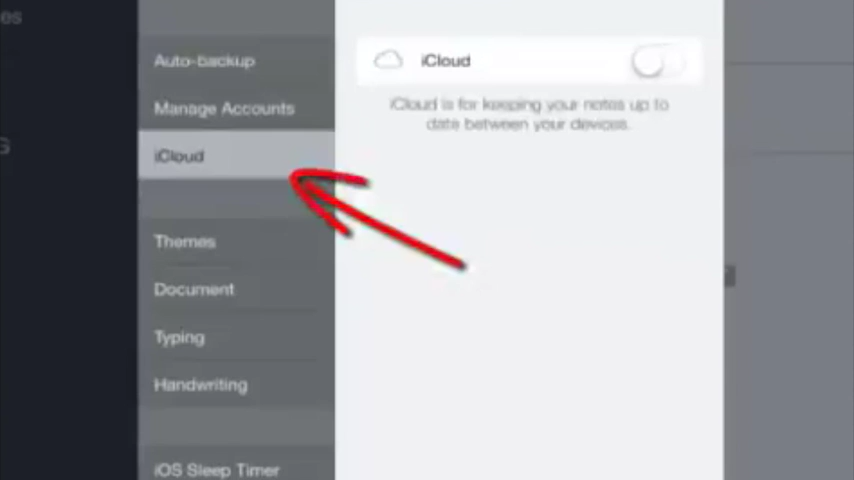 es
Auto-backup
Manage Accounts
iCloud
Themes
Document
Typing
Handwriting
iOS Sleep Timer
iCloud
iCloud is for keeping your notes up to
date between your devices.